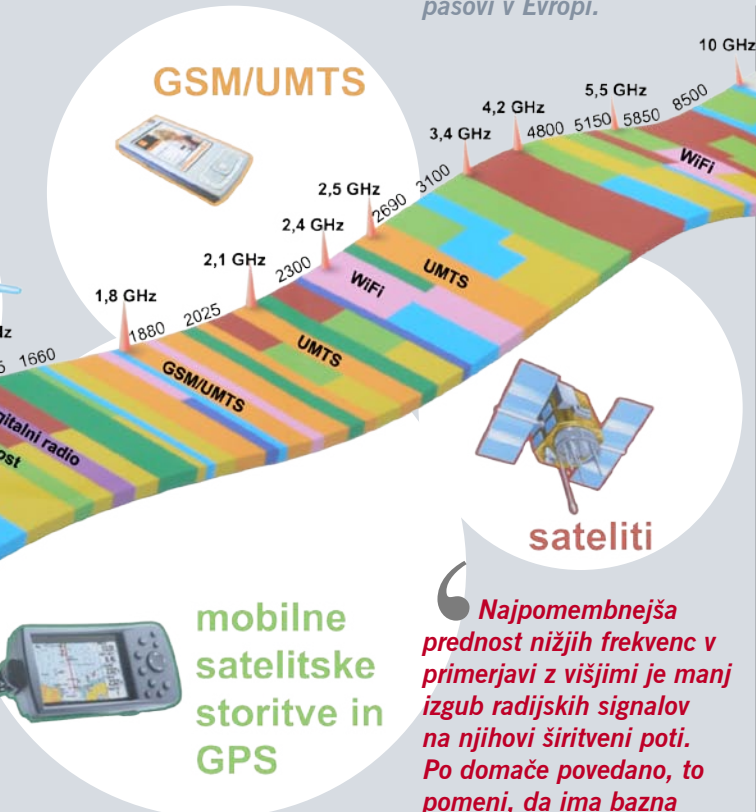 pasovi v Evropi.
GSM/UMTS
10 GHz
5,5 GHz
8500
4,2 GHz
4800 5150 5850
3,4 GHz
WiFi
3100
2,5 GHz
2690
2,4 GHz
UMTS
2300
2,1 GHz
WiFi
1,8 GHz
2025
1880
UMTS
1660
GSM/UMTS
gitalni radio
ost
sateliti
mobilne
satelitske
storitve in
GPS
Najpomembnejša
prednost nižjih frekvenc v
primerjavi z višjimi je manj
izgub radijskih signalov
na njihovi širitveni poti.
Po domače povedano, to
pomeni, da ima bazna